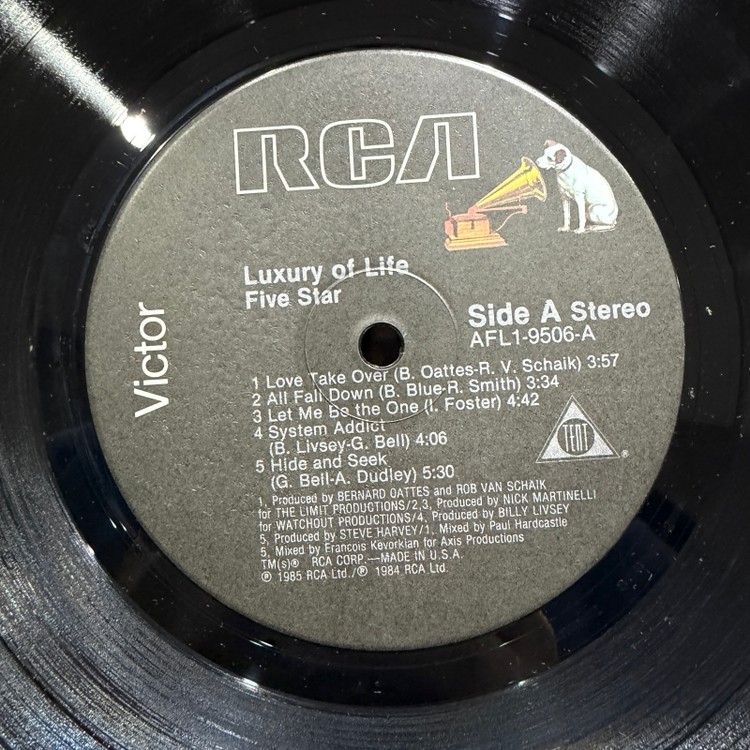 RCA
Victor
Luxury of Life
Five Star
Side A Stereo
AFL1-9506-A
1 Love Take Over (B. Oattes-R. V. Schaik) 3:57
2 All Fall Down (B. Blue-R. Smith) 3:34
3 Let Me Be the One (I. Foster) 4:42
4 System Addict
(B. Livsey-G. Bell) 4:06
5 Hide and Seek
(G. Bell-A. Dudley) 5:30
TENT
®
1, Produced by BERNARD OATTES and ROB VAN SCHAIK
for THE LIMIT PRODUCTIONS/2,3, Produced by NICK MARTINELLI
for WATCHOUT PRODUCTIONS/4, Produced by BILLY LIVSEY
5, Produced by STEVE HARVEY/1, Mixed by Paul Hardcastle
5, Mixed by Francois Kevorkian for Axis Productions
TM(s)® RCA CORP.—MADE IN U.S.A.
℗ 1985 RCA Ltd./℗ 1984 RCA Ltd.